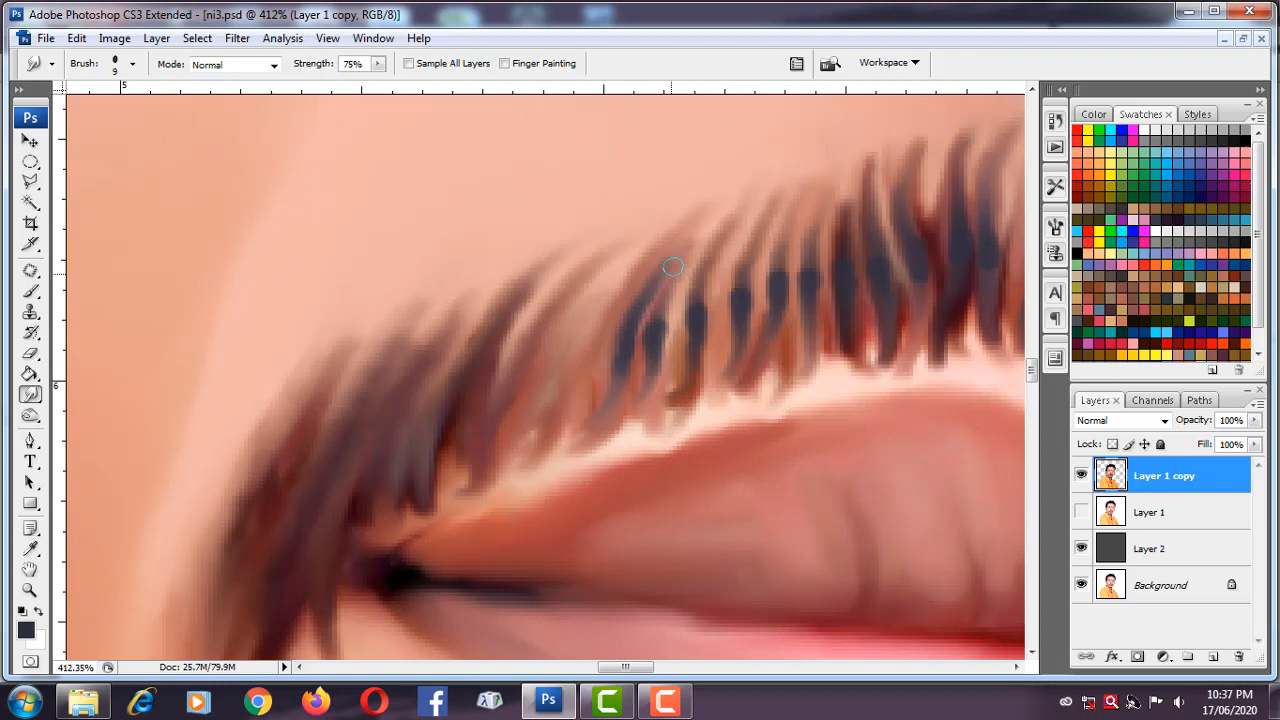 Adobe Photoshop CS3 Extended - [ni3.psd @ 412% (Layer 1 copy, RGB/8)]
File Edit Image Layer Select Filter Analysis View Window Help
Brush: 9 Mode: Normal Strength: 75% Sample All Layers Finger Painting Workspace
5
6
Ps
Color Swatches Styles
Layers Channels Paths
Normal Opacity: 100%
Lock: Fill: 100%
Layer 1 copy
Layer 1
Layer 2
Background
412.35% Doc: 25.7M/79.9M
10:37 PM
17/06/2020